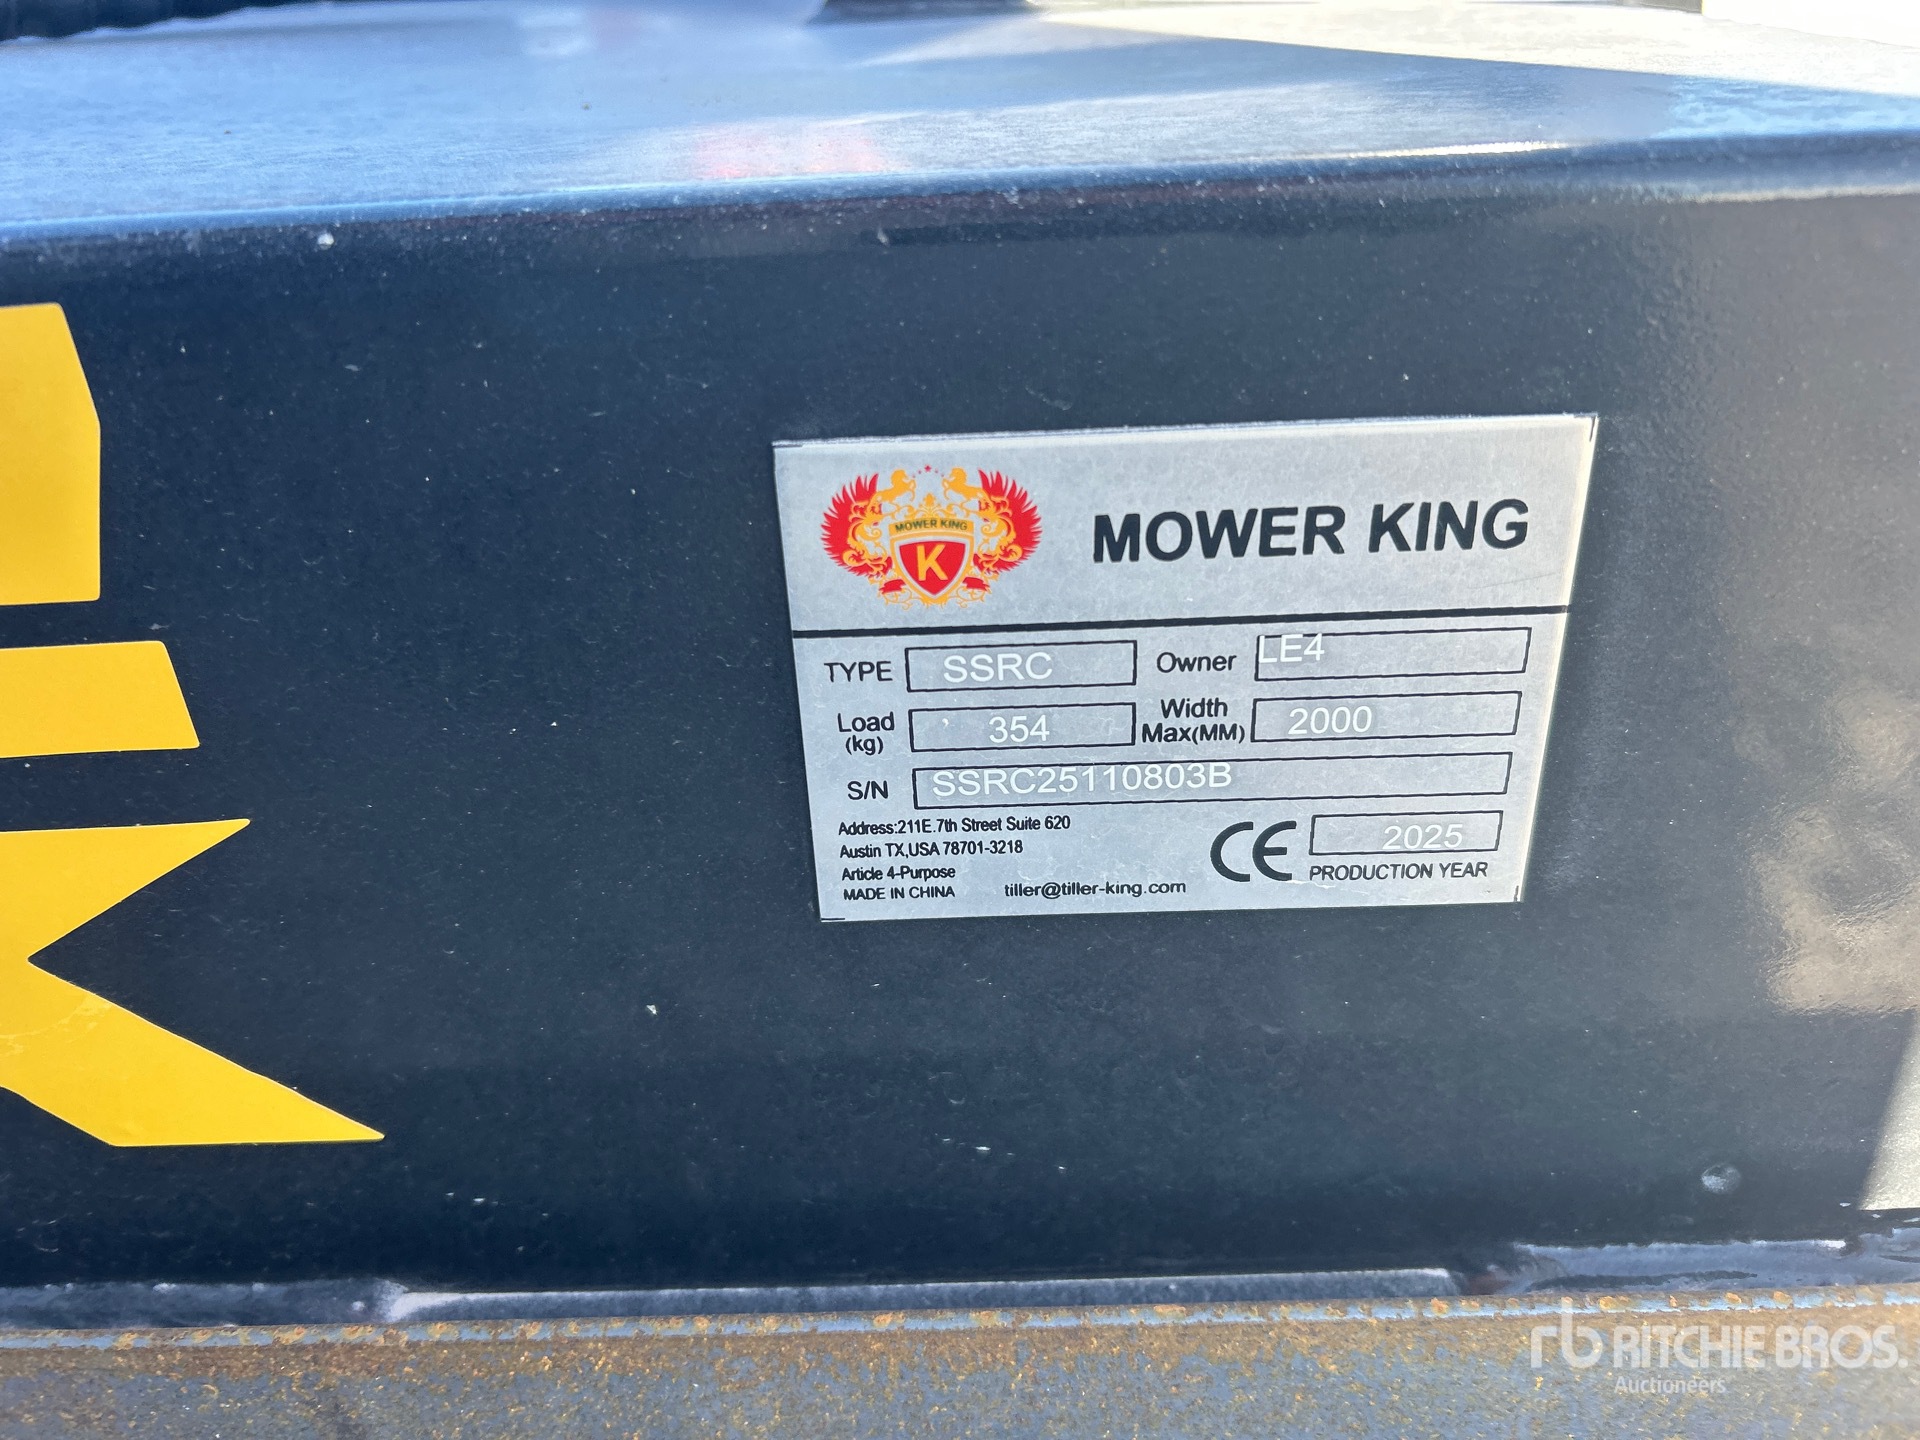 MOWER KING
K
MOWER KING
TYPE SSRC Owner LE4
Load (kg) 354 Width Max(MM) 2000
S/N SSRC25110803B
Address:211E.7th Street Suite 620
Austin TX,USA 78701-3218
Article 4-Purpose
MADE IN CHINA tiller@tiller-king.com
CE 2025
PRODUCTION YEAR
rb RITCHIE BROS.
Auctioneers